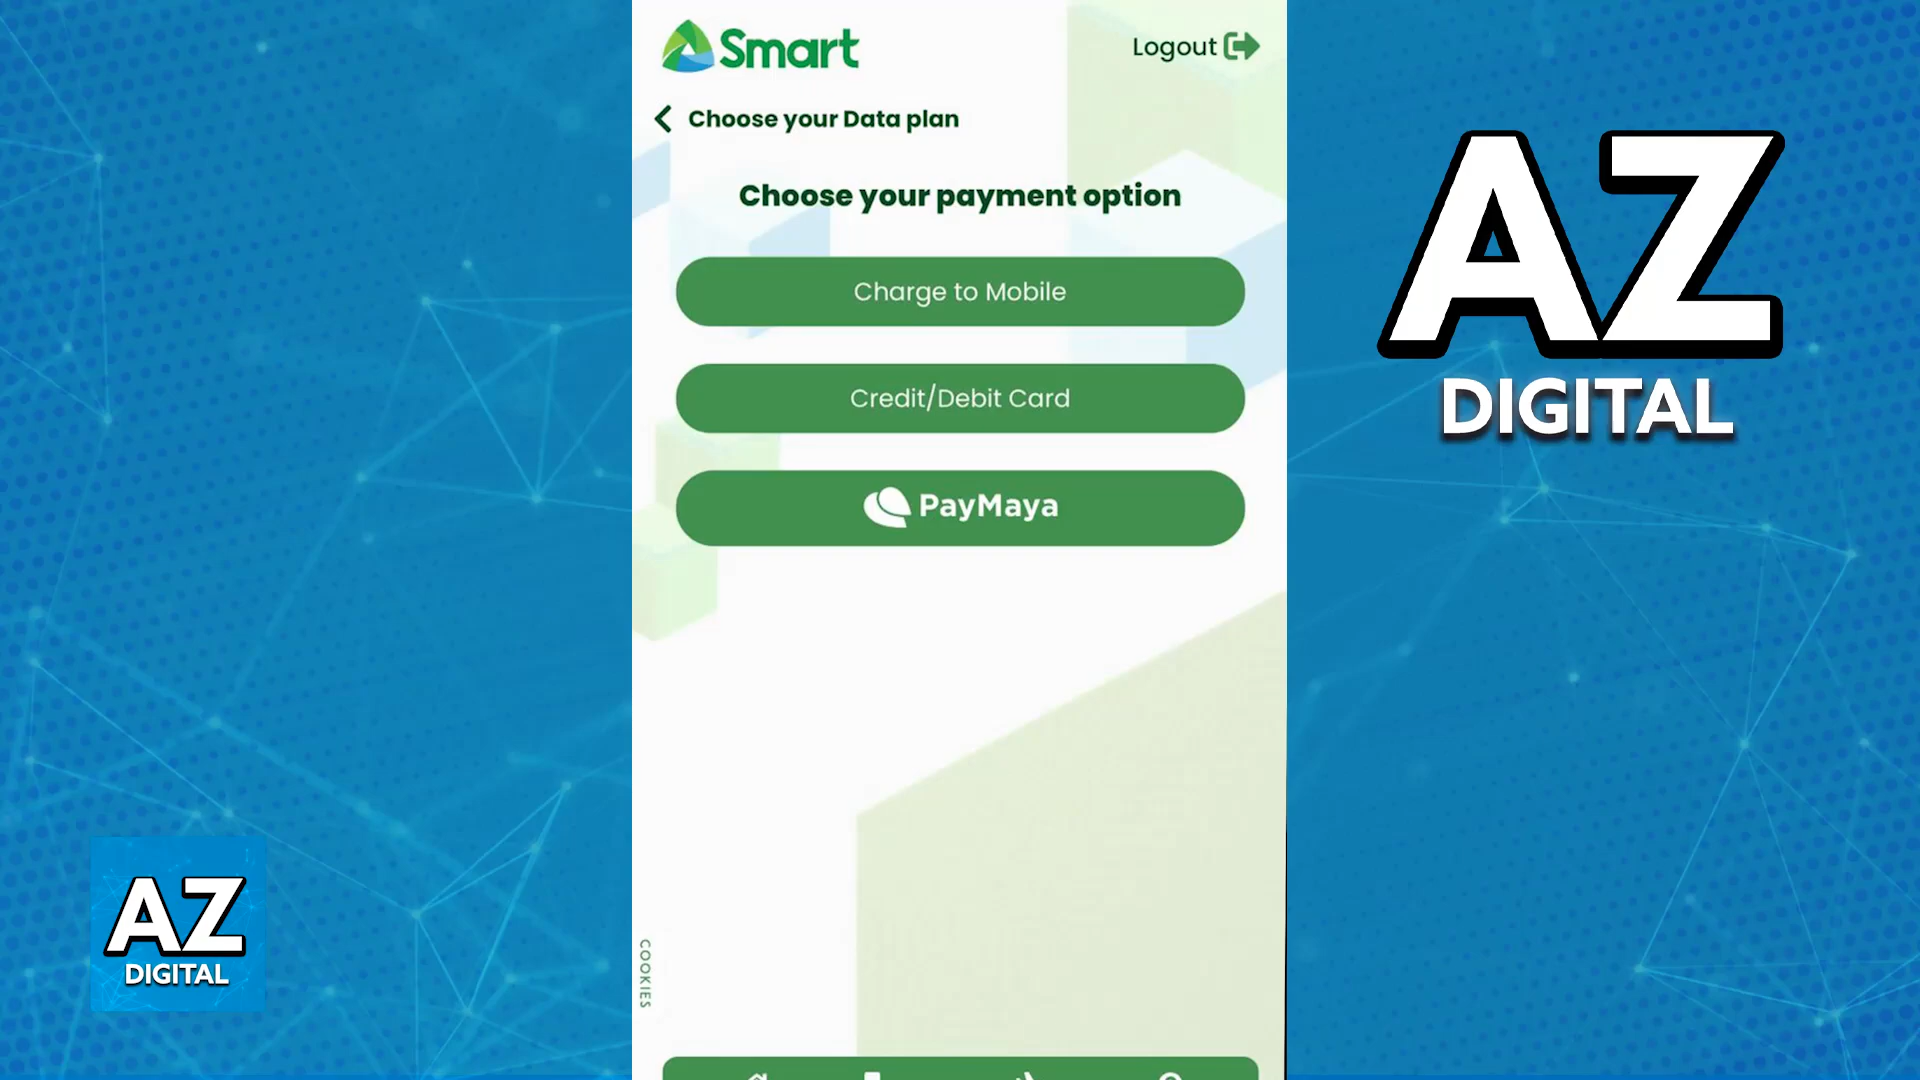 Smart
Logout
Choose your Data plan
Choose your payment option
Charge to Mobile
Credit/Debit Card
PayMaya
COOKIES
AZ
DIGITAL
AZ
DIGITAL